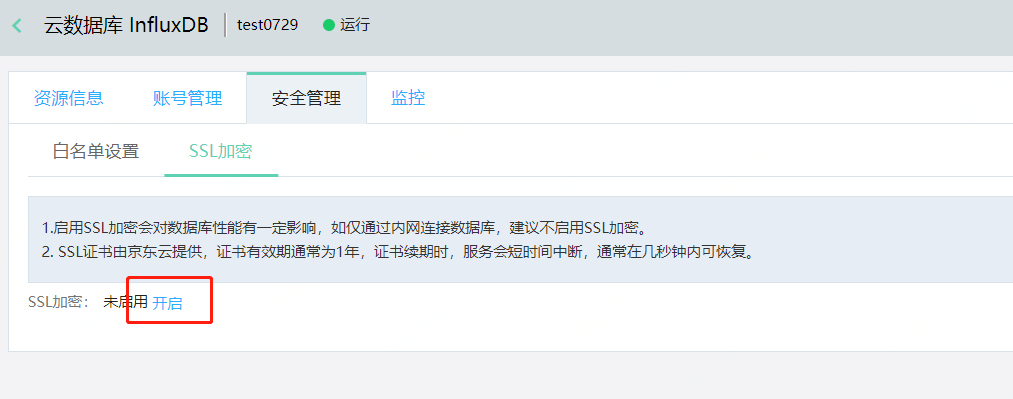 云数据库 InfluxDB test0729 运行
资源信息 账号管理 安全管理 监控
白名单设置 SSL加密
1.启用SSL加密会对数据库性能有一定影响，如仅通过内网连接数据库，建议不启用SSL加密。
2. SSL证书由京东云提供，证书有效期通常为1年，证书续期时，服务会短时间中断，通常在几秒钟内可恢复。
SSL加密： 未启用 开启